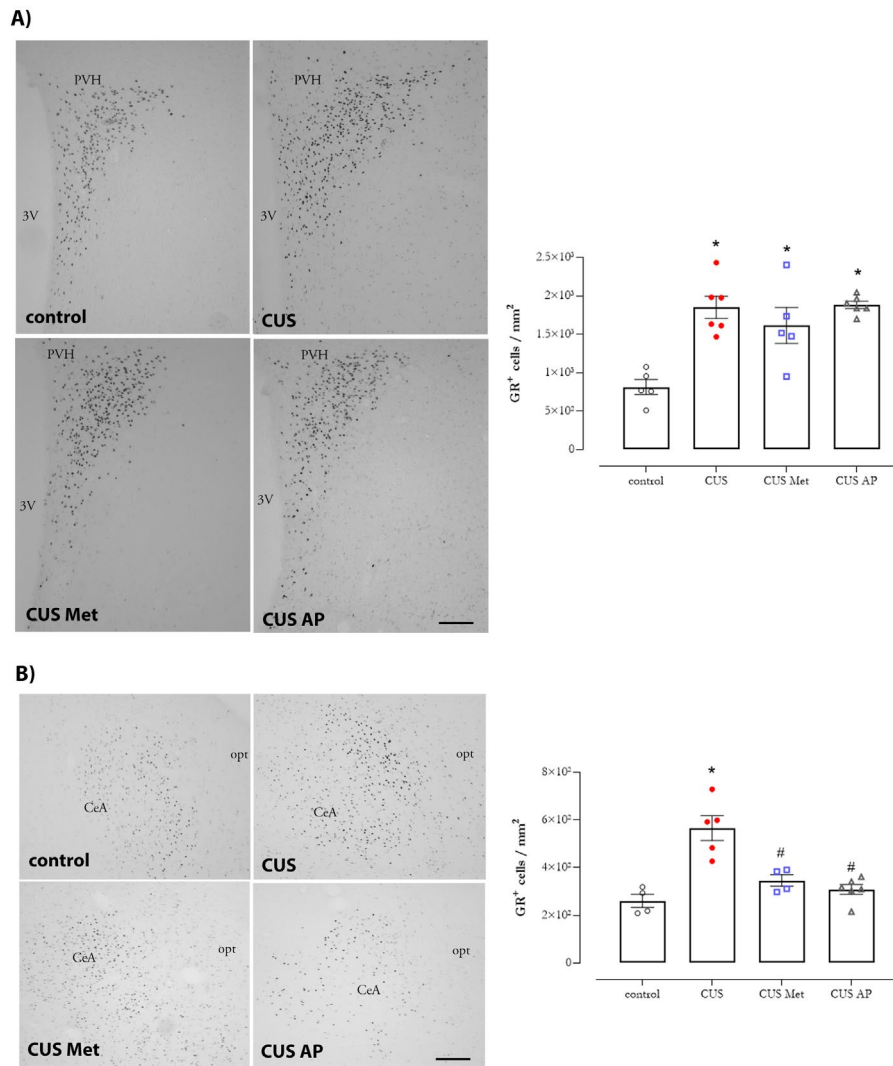 A)
PVH
3V
control
PVH
CUS
PVH
3V
CUS Met
PVH
3V
CUS AP
GR⁺ cells / mm²
2.5×10³
2×10³
1.5×10³
1×10³
5×10²
0
*
*
*
control
CUS
CUS Met
CUS AP
B)
opt
CeA
control
opt
CeA
CUS
opt
CeA
CUS Met
opt
CeA
CUS AP
GR⁺ cells / mm²
8×10²
6×10²
4×10²
2×10²
0
*
#
#
control
CUS
CUS Met
CUS AP